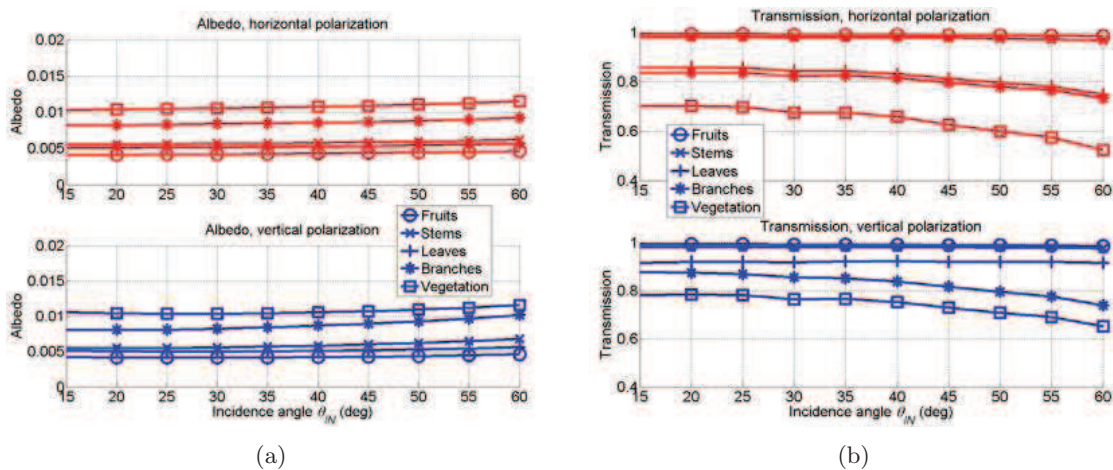 Albedo, horizontal polarization
0.02
0.015
0.01
0.005
0
Albedo
15 20 25 30 35 40 45 50 55 60
Albedo, vertical polarization
0.02
0.015
0.01
0.005
0
Albedo
15 20 25 30 35 40 45 50 55 60
Incidence angle θIN (deg)
Fruits
Stems
Leaves
Branches
Vegetation
(a)
Transmission, horizontal polarization
1
0.8
0.6
0.4
Transmission
15 20 25 30 35 40 45 50 55 60
Fruits
Stems
Leaves
Branches
Vegetation
Transmission, vertical polarization
1
0.8
0.6
0.4
Transmission
15 20 25 30 35 40 45 50 55 60
Incidence angle θIN (deg)
(b)